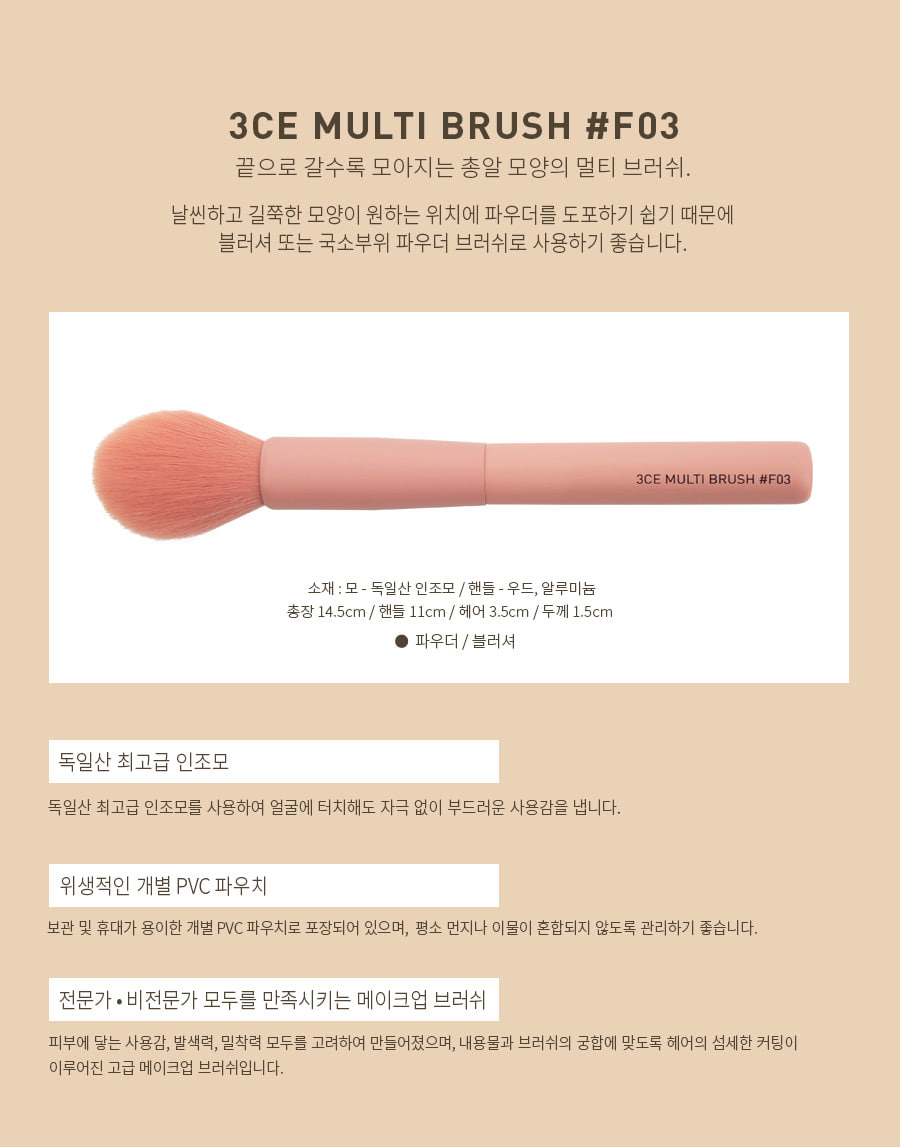 3CE MULTI BRUSH #F03
끝으로 갈수록 모아지는 총알 모양의 멀티 브러쉬.
날씬하고 길쭉한 모양이 원하는 위치에 파우더를 도포하기 쉽기 때문에
블러셔 또는 국소부위 파우더 브러쉬로 사용하기 좋습니다.
3CE MULTI BRUSH #F03
소재 : 모 - 독일산 인조모 / 핸들 - 우드, 알루미늄
총장 14.5cm / 핸들 11cm / 헤어 3.5cm / 두께 1.5cm
● 파우더 / 블러셔
독일산 최고급 인조모
독일산 최고급 인조모를 사용하여 얼굴에 터치해도 자극 없이 부드러운 사용감을 냅니다.
위생적인 개별 PVC 파우치
보관 및 휴대가 용이한 개별 PVC 파우치로 포장되어 있으며, 평소 먼지나 이물이 혼합되지 않도록 관리하기 좋습니다.
전문가 • 비전문가 모두를 만족시키는 메이크업 브러쉬
피부에 닿는 사용감, 발색력, 밀착력 모두를 고려하여 만들어졌으며, 내용물과 브러쉬의 궁합에 맞도록 헤어의 섬세한 커팅이
이루어진 고급 메이크업 브러쉬입니다.